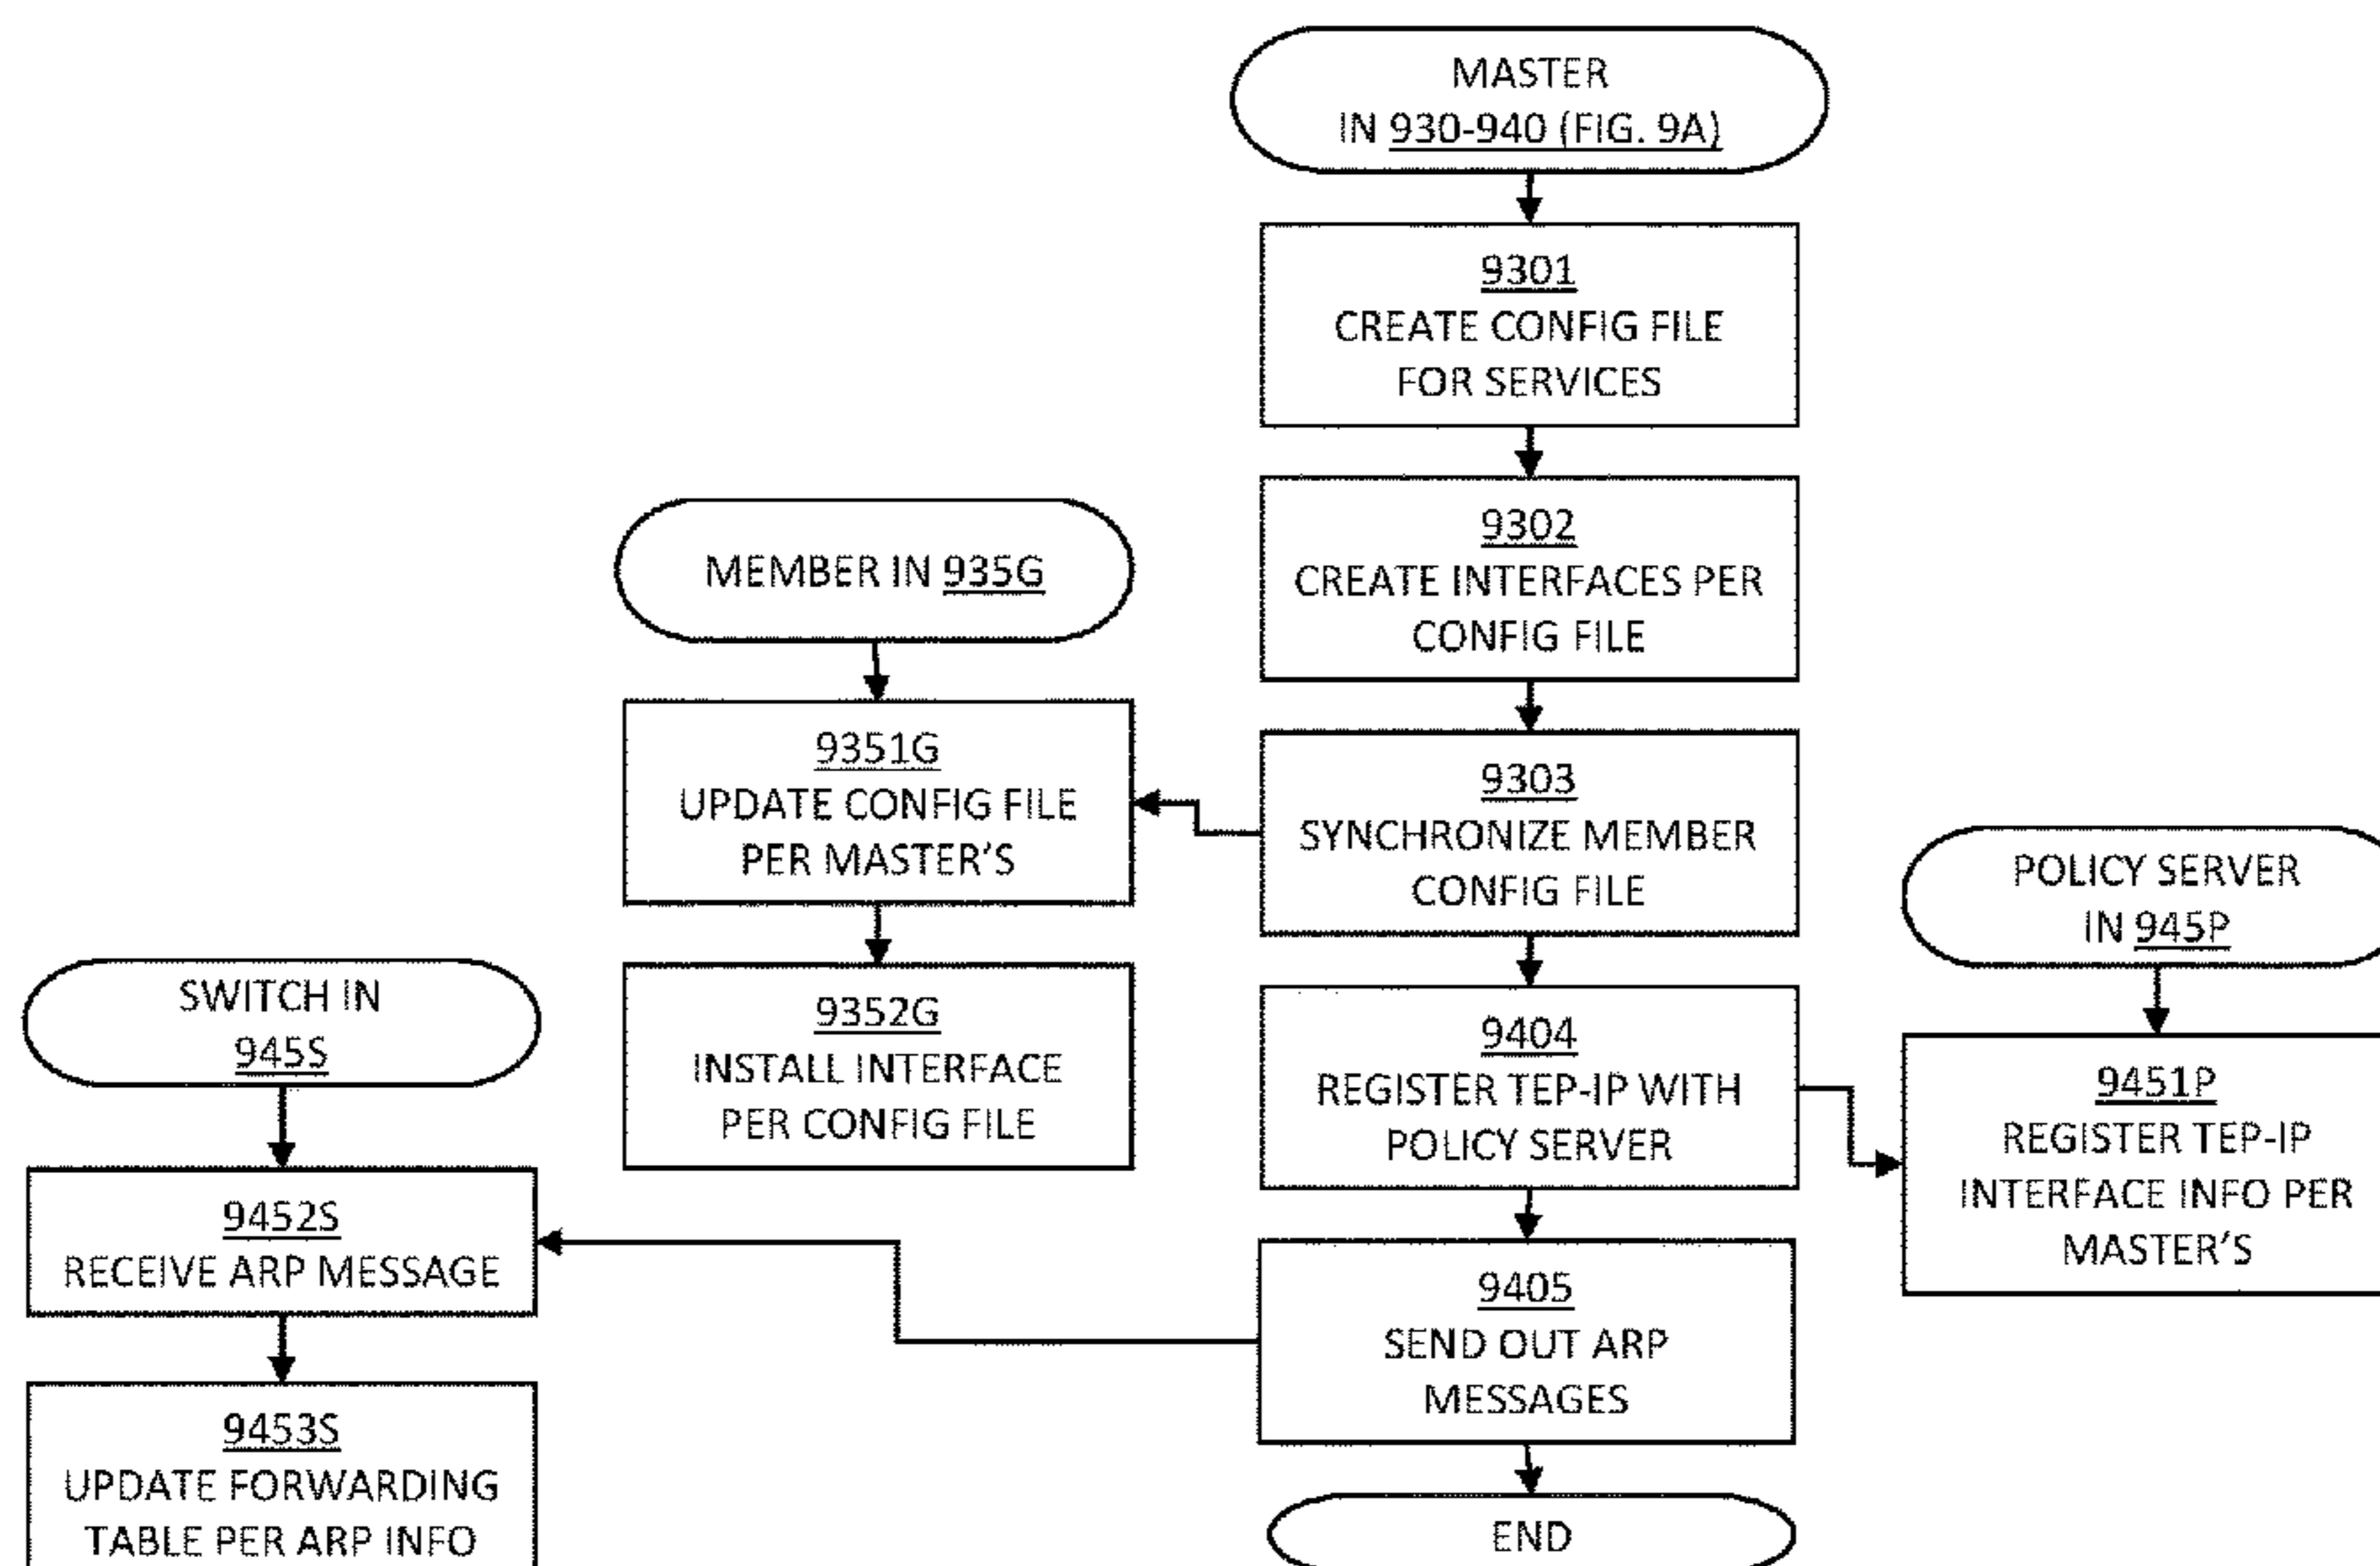 MASTER
IN 930-940 (FIG. 9A)
9301
CREATE CONFIG FILE
FOR SERVICES
9302
CREATE INTERFACES PER
CONFIG FILE
MEMBER IN 935G
9351G
UPDATE CONFIG FILE
PER MASTER'S
9303
SYNCHRONIZE MEMBER
CONFIG FILE
POLICY SERVER
IN 945P
SWITCH IN
945S
9352G
INSTALL INTERFACE
PER CONFIG FILE
9404
REGISTER TEP-IP WITH
POLICY SERVER
9451P
REGISTER TEP-IP
INTERFACE INFO PER
MASTER'S
9452S
RECEIVE ARP MESSAGE
9405
SEND OUT ARP
MESSAGES
9453S
UPDATE FORWARDING
TABLE PER ARP INFO
END